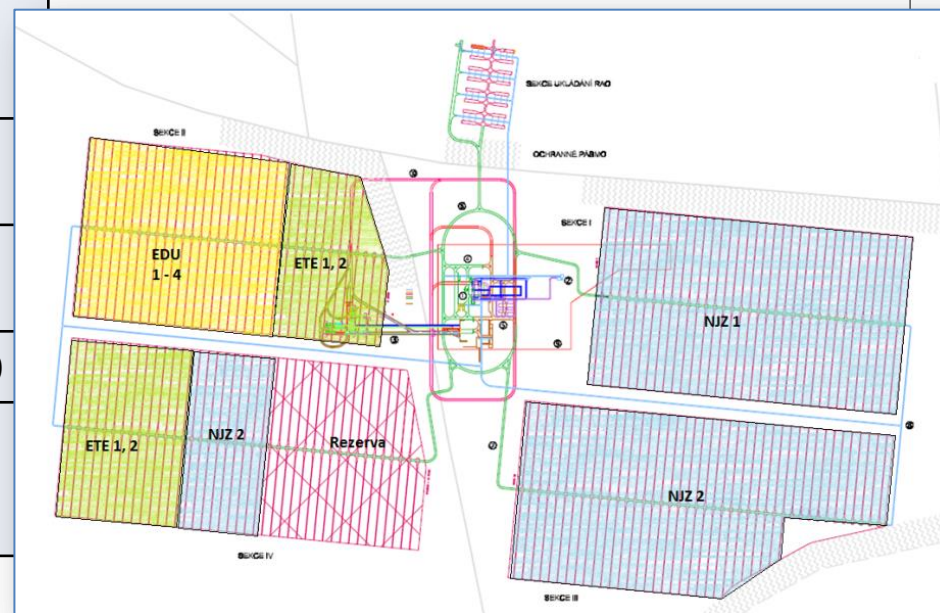 SEKCE UKLÁDÁNÍ RAO
SEKCE II
OCHRANNÉ PÁSMO
SEKCE I
EDU
1 - 4
ETE 1, 2
NJZ 1
ETE 1, 2
NJZ 2
Rezerva
NJZ 2
SEKCE IV
SEKCE III
)